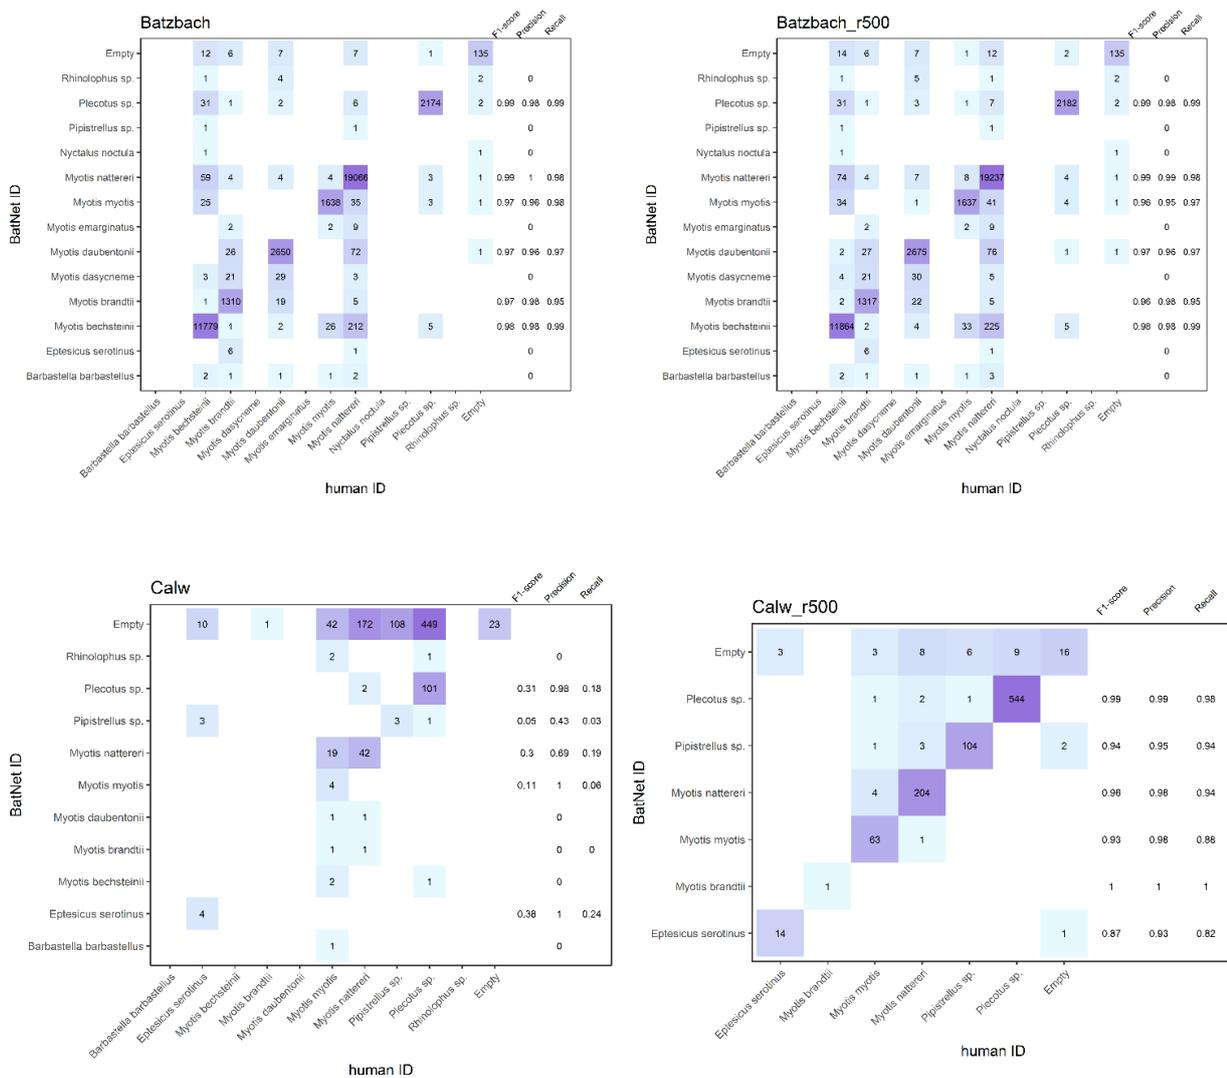 Batzbach
F1-score Precision Recall
Empty 12 6 7 7 1 135
Rhinolophus sp. 1 4 2 0
Plecotus sp. 31 1 2 6 2174 2 0.99 0.98 0.99
Pipistrellus sp. 1 1 0
Nyctalus noctula 1 1 0
Myotis nattereri 59 4 4 4 19066 3 1 0.99 1 0.98
Myotis myotis 25 1638 35 3 1 0.97 0.96 0.98
Myotis emarginatus 2 2 9 0
Myotis daubentonii 26 2650 72 1 0.97 0.96 0.97
Myotis dasycneme 3 21 29 3 0
Myotis brandtii 1 1310 19 5 0.97 0.98 0.95
Myotis bechsteinii 11779 1 2 26 212 5 0.98 0.98 0.99
Eptesicus serotinus 6 1 0
Barbastella barbastellus 2 1 1 1 2 0
BatNet ID
Barbastella barbastellus
Eptesicus serotinus
Myotis bechsteinii
Myotis brandtii
Myotis dasycneme
Myotis daubentonii
Myotis emarginatus
Myotis myotis
Myotis nattereri
Nyctalus noctula
Pipistrellus sp.
Plecotus sp.
Rhinolophus sp.
Empty
human ID
Batzbach_r500
F1-score Precision Recall
Empty 14 6 7 1 12 2 135
Rhinolophus sp. 1 5 1 2 0
Plecotus sp. 31 1 3 1 7 2182 2 0.99 0.98 0.99
Pipistrellus sp. 1 1 0
Nyctalus noctula 1 1 0
Myotis nattereri 74 4 7 8 19237 4 1 0.99 0.99 0.98
Myotis myotis 34 1 1637 41 4 1 0.96 0.95 0.97
Myotis emarginatus 2 2 9 0
Myotis daubentonii 2 27 2675 76 1 1 0.97 0.96 0.97
Myotis dasycneme 4 21 30 5 0
Myotis brandtii 2 1317 22 5 0.96 0.98 0.95
Myotis bechsteinii 11864 2 4 33 225 5 0.98 0.98 0.99
Eptesicus serotinus 6 1 0
Barbastella barbastellus 2 1 1 1 3 0
BatNet ID
Barbastella barbastellus
Eptesicus serotinus
Myotis bechsteinii
Myotis brandtii
Myotis dasycneme
Myotis daubentonii
Myotis emarginatus
Myotis myotis
Myotis nattereri
Nyctalus noctula
Pipistrellus sp.
Plecotus sp.
Rhinolophus sp.
Empty
human ID
Calw
F1-score Precision Recall
Empty 10 1 42 172 108 449 23
Rhinolophus sp. 2 1 0
Plecotus sp. 2 101 0.31 0.98 0.18
Pipistrellus sp. 3 3 1 0.05 0.43 0.03
Myotis nattereri 19 42 0.3 0.69 0.19
Myotis myotis 4 0.11 1 0.06
Myotis daubentonii 1 1 0
Myotis brandtii 1 1 0 0
Myotis bechsteinii 2 1 0
Eptesicus serotinus 4 0.38 1 0.24
Barbastella barbastellus 1 0
BatNet ID
Barbastella barbastellus
Eptesicus serotinus
Myotis bechsteinii
Myotis brandtii
Myotis daubentonii
Myotis myotis
Myotis nattereri
Pipistrellus sp.
Plecotus sp.
Rhinolophus sp.
Empty
human ID
Calw_r500
F1-score Precision Recall
Empty 3 3 8 6 9 16
Plecotus sp. 1 2 1 544 0.99 0.99 0.98
Pipistrellus sp. 1 3 104 2 0.94 0.95 0.94
Myotis nattereri 4 204 0.96 0.98 0.94
Myotis myotis 63 1 0.93 0.98 0.88
Myotis brandtii 1 1 1 1
Eptesicus serotinus 14 1 0.87 0.93 0.82
BatNet ID
Eptesicus serotinus
Myotis brandtii
Myotis myotis
Myotis nattereri
Pipistrellus sp.
Plecotus sp.
Empty
human ID